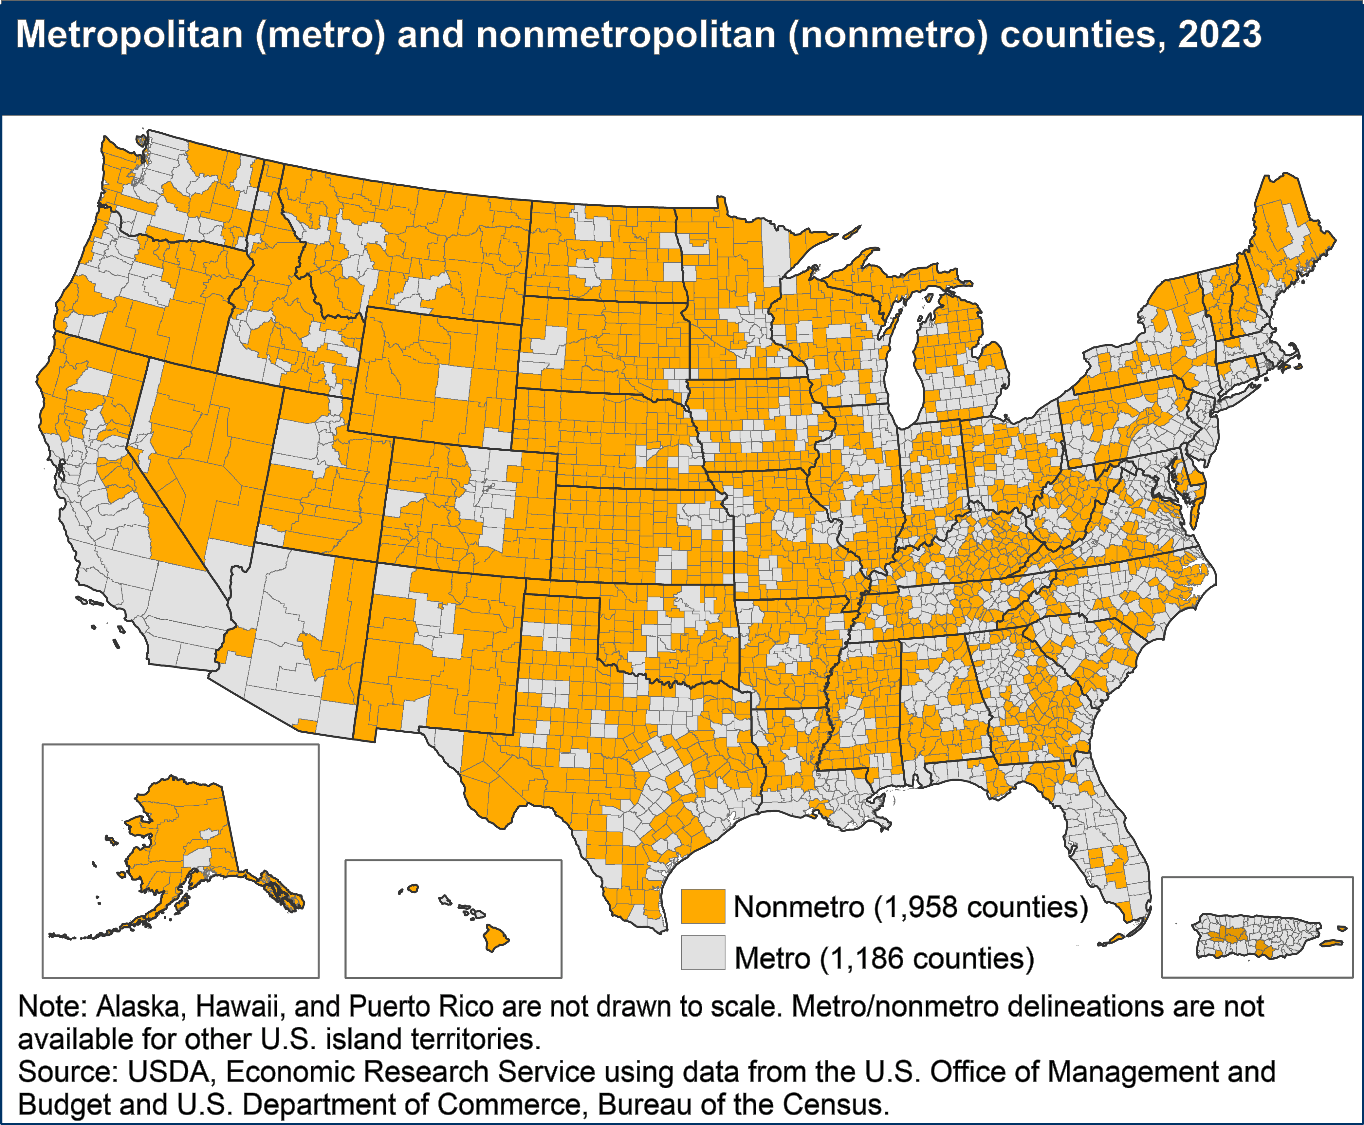 Metropolitan (metro) and nonmetropolitan (nonmetro) counties, 2023
Nonmetro (1,958 counties)
Metro (1,186 counties)
Note: Alaska, Hawaii, and Puerto Rico are not drawn to scale. Metro/nonmetro delineations are not
available for other U.S. island territories.
Source: USDA, Economic Research Service using data from the U.S. Office of Management and
Budget and U.S. Department of Commerce, Bureau of the Census.